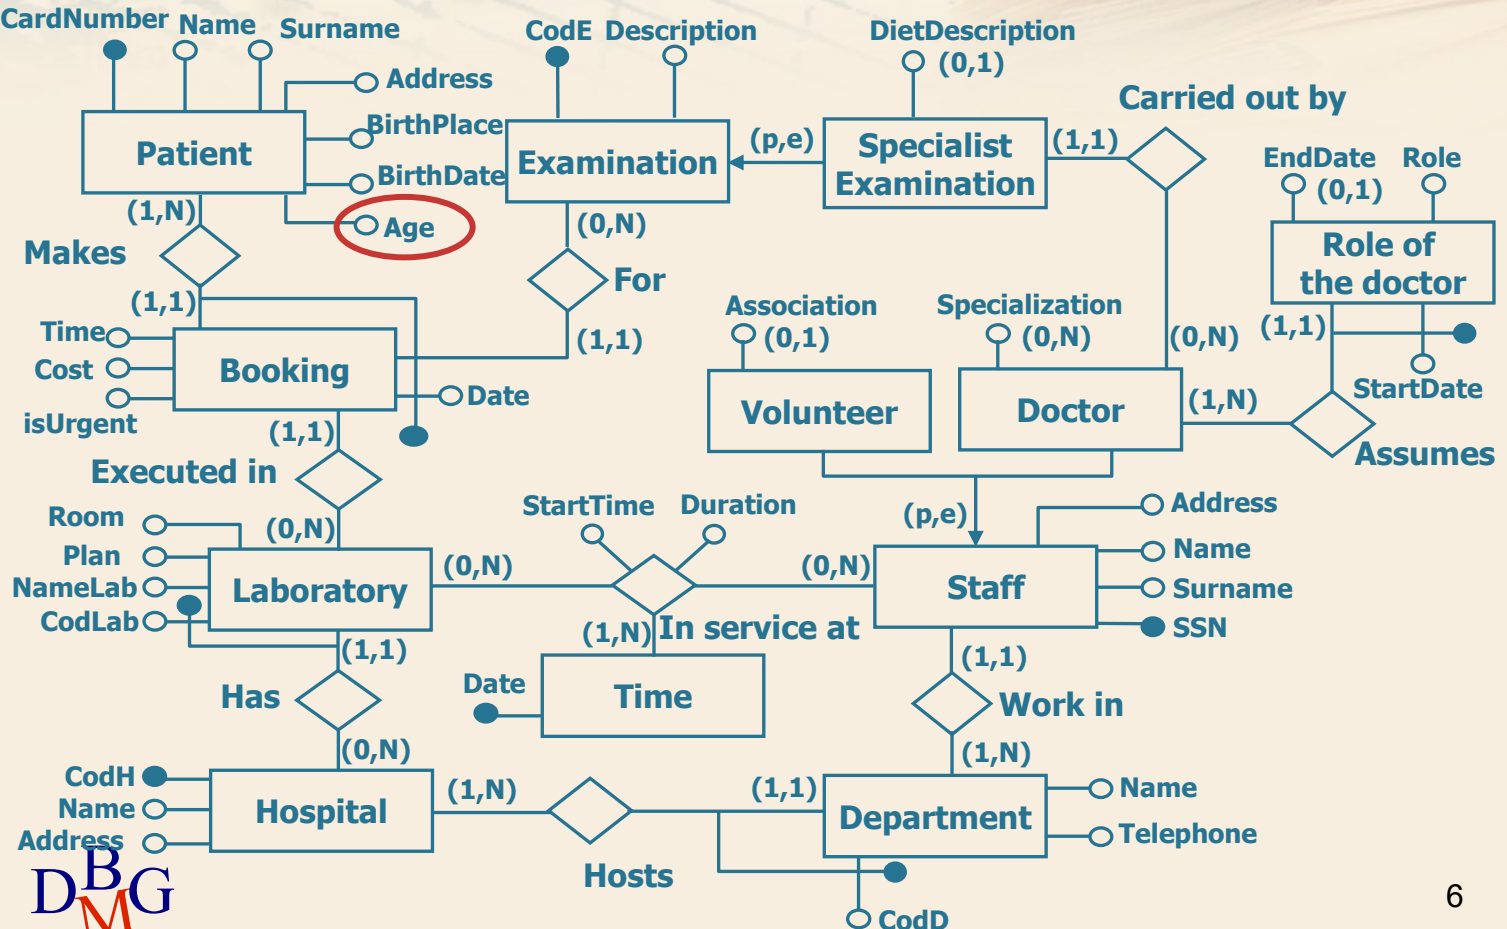 CardNumber Name Surname
CodE Description
DietDescription
(0,1)
Address
Carried out by
BirthPlace
Patient
Examination
(p,e)
Specialist
Examination
(1,1)
EndDate Role
(0,1)
BirthDate
(1,N)
Age
(0,N)
Makes
For
Role of
the doctor
(1,1)
Association
(0,1)
Specialization
(0,N)
(0,N)
(1,1)
Time
(1,1)
Cost
Booking
Date
StartDate
isUrgent
Volunteer
Doctor
(1,N)
(1,1)
Assumes
Executed in
StartTime Duration
Address
Room
(0,N)
(p,e)
Plan
Name
(0,N)
(0,N)
NameLab
Laboratory
Staff
Surname
CodLab
(1,N)
In service at
SSN
(1,1)
(1,1)
Date
Time
Has
Work in
(0,N)
(1,N)
CodH
Name
Hospital
(1,N)
(1,1)
Department
Name
Address
Telephone
Hosts
DBMG
6
CodD